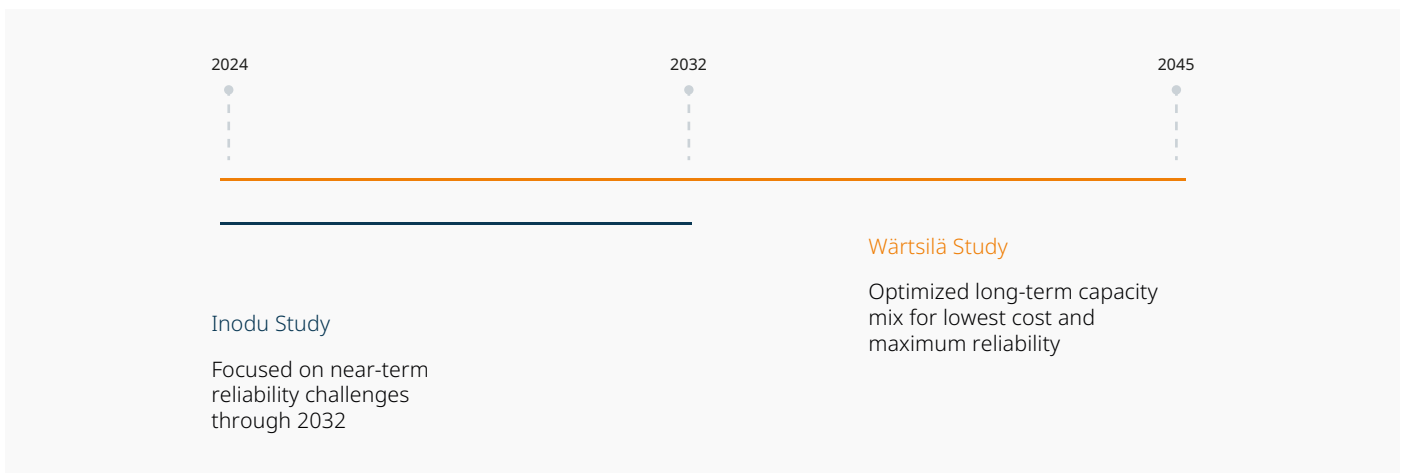 2024
2032
2045
Wärtsilä Study
Optimized long-term capacity
mix for lowest cost and
maximum reliability
Inodu Study
Focused on near-term
reliability challenges
through 2032